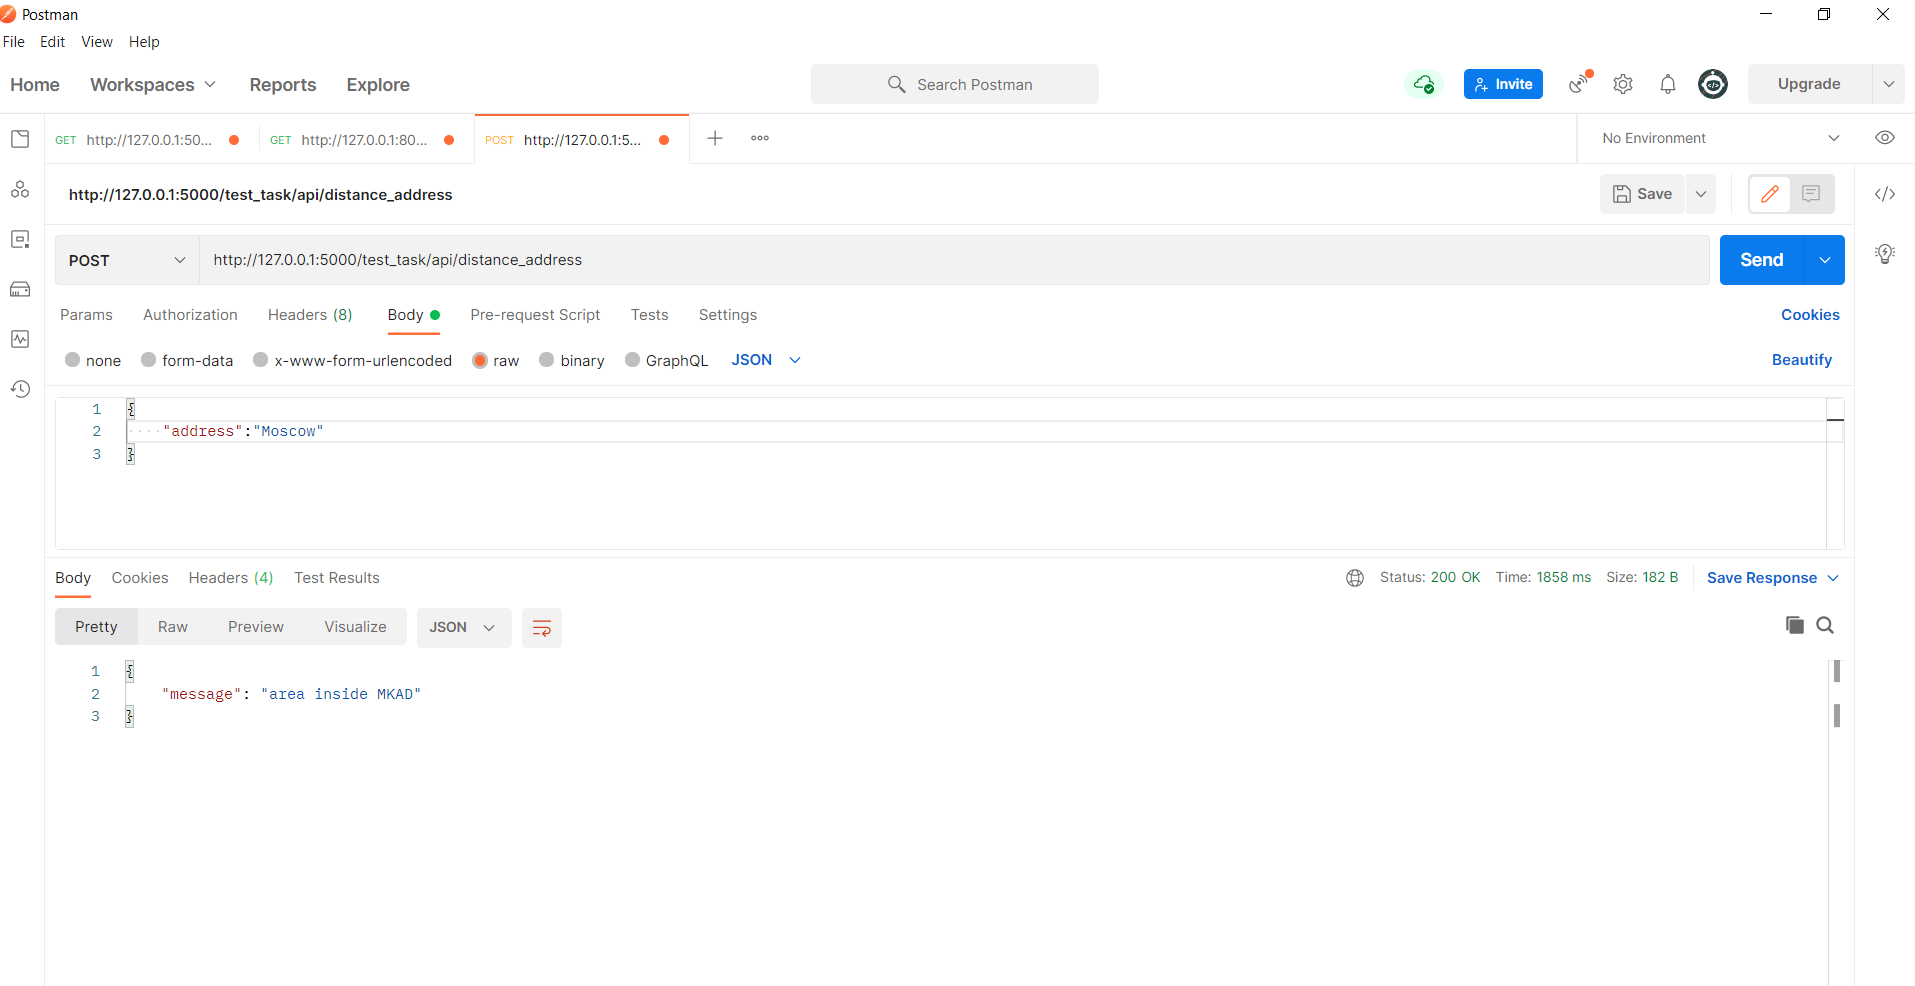 Postman
File Edit View Help
Home Workspaces Reports Explore Search Postman Invite Upgrade
GET http://127.0.0.1:50... GET http://127.0.0.1:80... POST http://127.0.0.1:5... No Environment
http://127.0.0.1:5000/test_task/api/distance_address Save
POST http://127.0.0.1:5000/test_task/api/distance_address Send
Params Authorization Headers (8) Body Pre-request Script Tests Settings Cookies
none form-data x-www-form-urlencoded raw binary GraphQL JSON Beautify
1 {
2 ····"address":"Moscow"
3 }
Body Cookies Headers (4) Test Results Status: 200 OK Time: 1858 ms Size: 182 B Save Response
Pretty Raw Preview Visualize JSON
1 {
2 "message": "area inside MKAD"
3 }